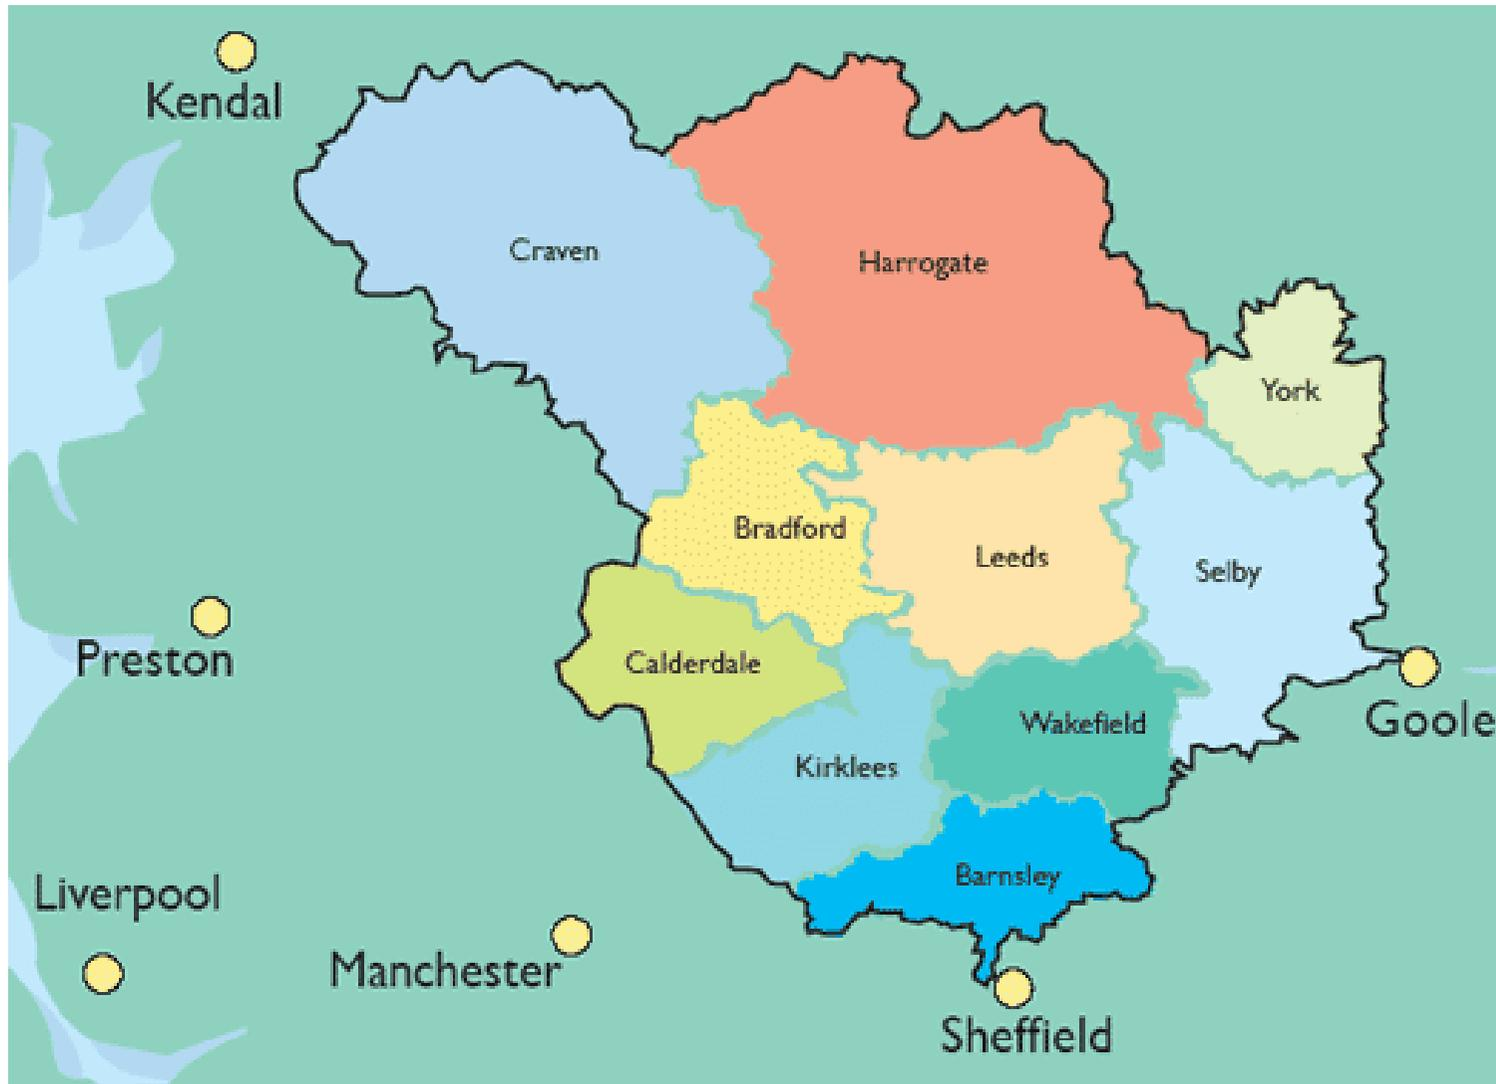 Kendal
Craven
Harrogate
York
Bradford
Leeds
Selby
Preston
Calderdale
Wakefield
Goole
Kirklees
Liverpool
Barnsley
Manchester
Sheffield